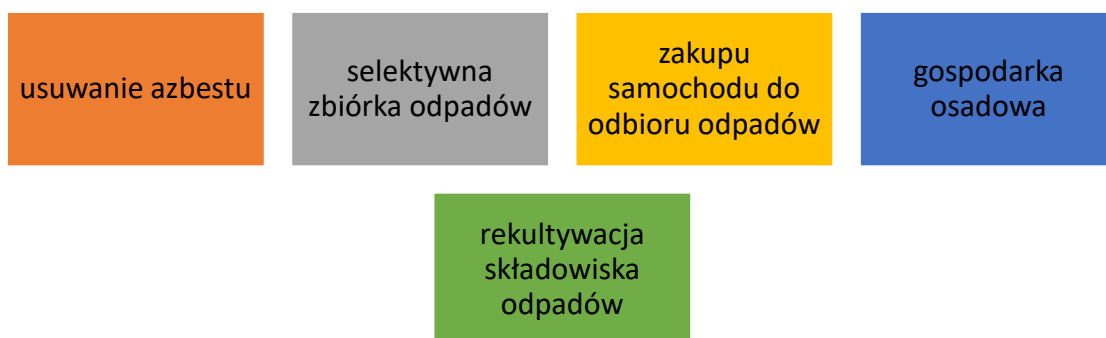 usuwanie azbestu
selektywna
zbiórka odpadów
zakupu
samochodu do
odbioru odpadów
gospodarka
osadowa
rekultywacja
składowiska
odpadów